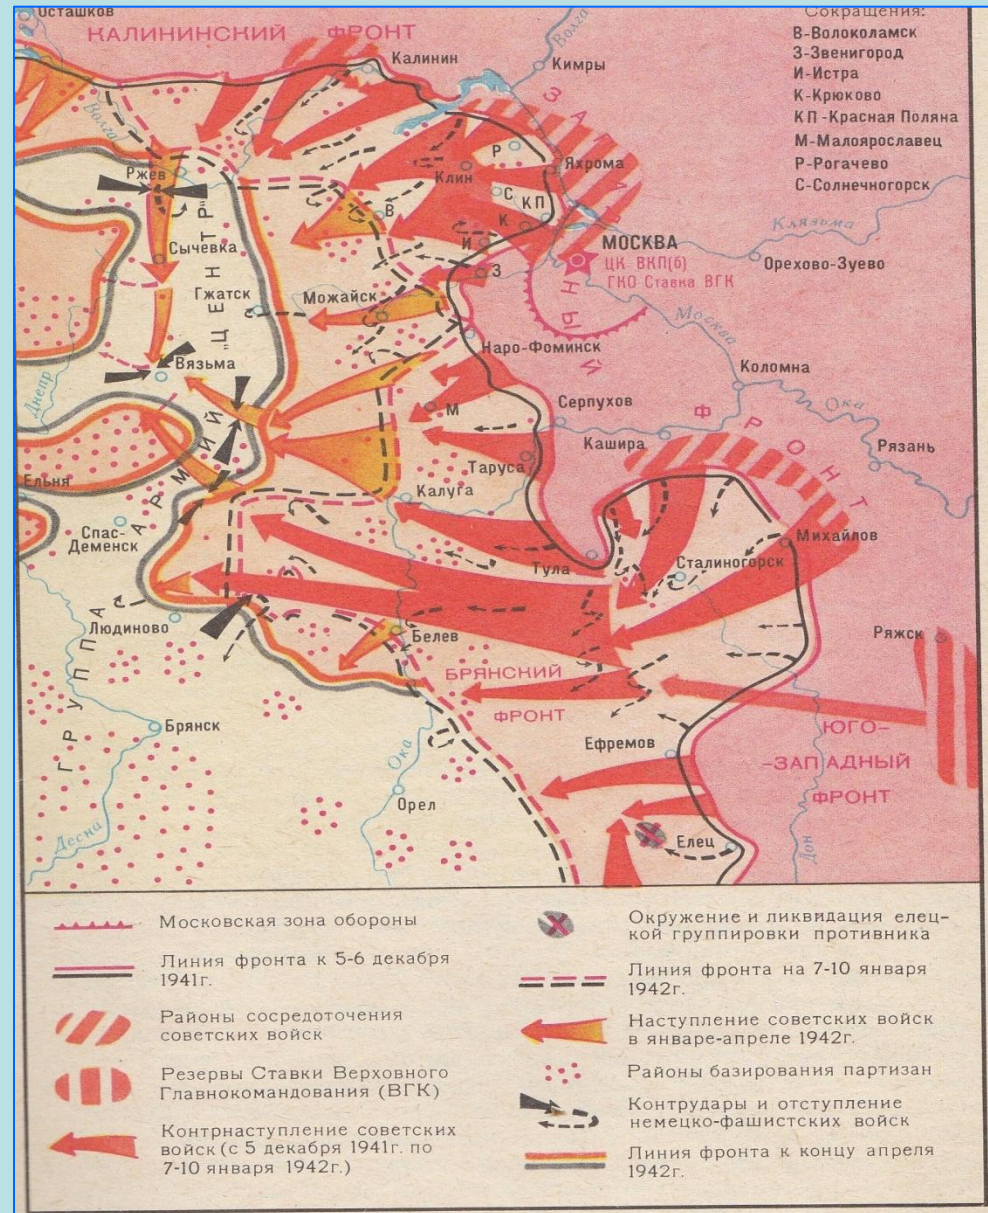 Осташков
КАЛИНИНСКИЙ ФРОНТ
Калинин
Волга
Кимры
Сокращения:
В-Волоколамск
З-Звенигород
И-Истра
К-Крюково
КП-Красная Поляна
М-Малоярославец
Р-Рогачево
С-Солнечногорск
Волга
Ржев
Клин
Р
Яхрома
С
КП
В
К
И
З
Клязьма
МОСКВА
ЦК ВКП(б)
ГКО Ставка ВГК
Орехово-Зуево
Сычевка
Гжатск
Можайск
Наро-Фоминск
Москва
Коломна
Вязьма
Днепр
ЗАПАДНЫЙ ФРОНТ
М
Серпухов
Кашира
Ока
Рязань
Таруса
Ельня
Калуга
Спас-
Деменск
Тула
Сталиногорск
Михайлов
ГРУППА АРМИЙ "ЦЕНТР"
Людиново
Белев
Ряжск
БРЯНСКИЙ
ФРОНТ
Брянск
ЮГО-
-ЗАПАДНЫЙ
ФРОНТ
Ефремов
Ока
Орел
Десна
Елец
Дон
Московская зона обороны
Линия фронта к 5-6 декабря
1941г.
Районы сосредоточения
советских войск
Резервы Ставки Верховного
Главнокомандования (ВГК)
Контрнаступление советских
войск (с 5 декабря 1941г. по
7-10 января 1942г.)
Окружение и ликвидация елец-
кой группировки противника
Линия фронта на 7-10 января
1942г.
Наступление советских войск
в январе-апреле 1942г.
Районы базирования партизан
Контрудары и отступление
немецко-фашистских войск
Линия фронта к концу апреля
1942г.